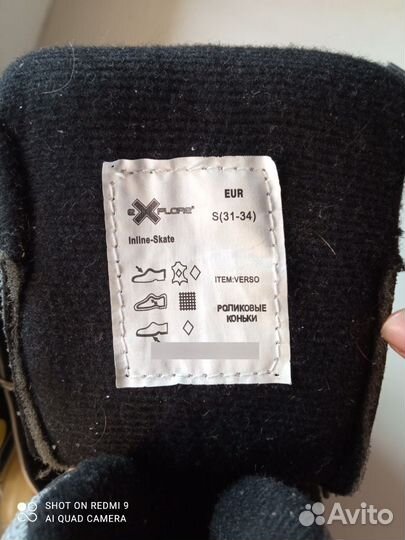 eXPLORE®
EUR
S(31-34)
Inline-Skate
ITEM:VERSO
РОЛИКОВЫЕ
КОНЬКИ
SHOT ON REDMI 9
AI QUAD CAMERA
Avito